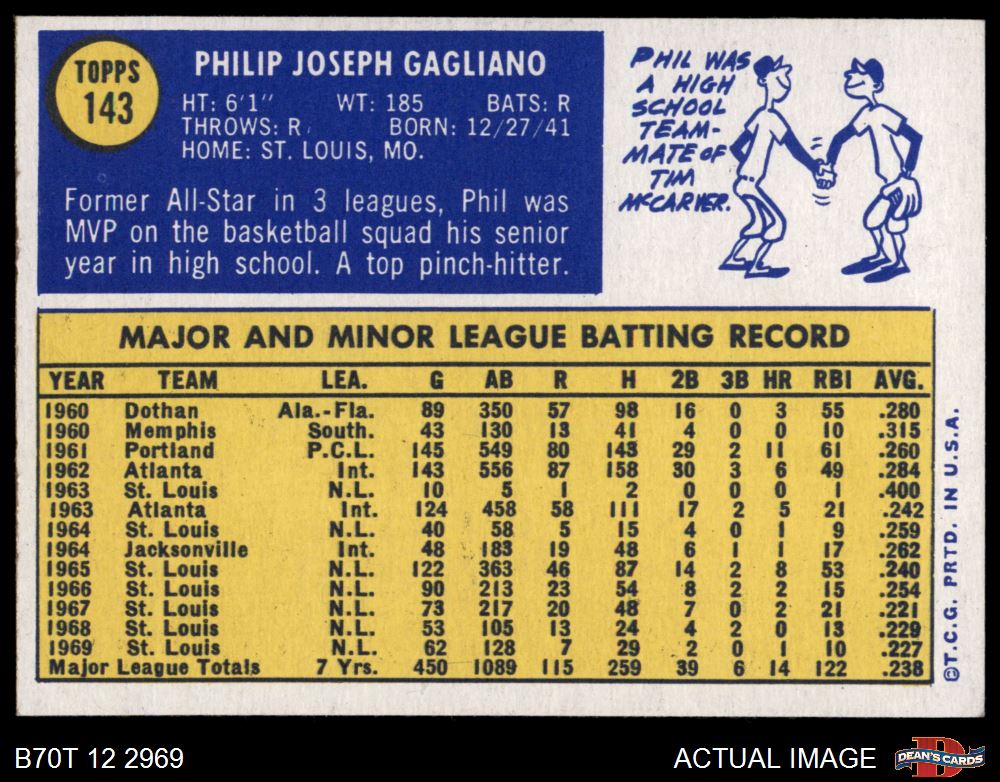 TOPPS
143
PHILIP JOSEPH GAGLIANO
HT: 6'1" WT: 185 BATS: R
THROWS: R BORN: 12/27/41
HOME: ST. LOUIS, MO.
Former All-Star in 3 leagues, Phil was
MVP on the basketball squad his senior
year in high school. A top pinch-hitter.
PHIL WAS
A HIGH
SCHOOL
TEAM-
MATE OF
TIM
McCARVER.
MAJOR AND MINOR LEAGUE BATTING RECORD
YEAR TEAM LEA. G AB R H 2B 3B HR RBI AVG.
1960 Dothan Ala.-Fla. 89 350 57 98 16 0 3 55 .280
1960 Memphis South. 43 130 13 41 4 0 0 10 .315
1961 Portland P.C.L. 145 549 80 143 29 2 11 61 .260
1962 Atlanta Int. 143 556 87 158 30 3 6 49 .284
1963 St. Louis N.L. 10 5 1 2 0 0 0 1 .400
1963 Atlanta Int. 124 458 58 111 17 2 5 21 .242
1964 St. Louis N.L. 40 58 5 15 4 0 1 9 .259
1964 Jacksonville Int. 48 183 19 48 6 1 1 17 .262
1965 St. Louis N.L. 122 363 46 87 14 2 8 53 .240
1966 St. Louis N.L. 90 213 23 54 8 2 2 15 .254
1967 St. Louis N.L. 73 217 20 48 7 0 2 21 .221
1968 St. Louis N.L. 53 105 13 24 4 2 0 13 .229
1969 St. Louis N.L. 62 128 7 29 2 0 1 10 .227
Major League Totals 7 Yrs. 450 1089 115 259 39 6 14 122 .238
©T.C.G. PRTD. IN U.S.A.
B70T 12 2969
ACTUAL IMAGE
D
DEAN'S CARDS